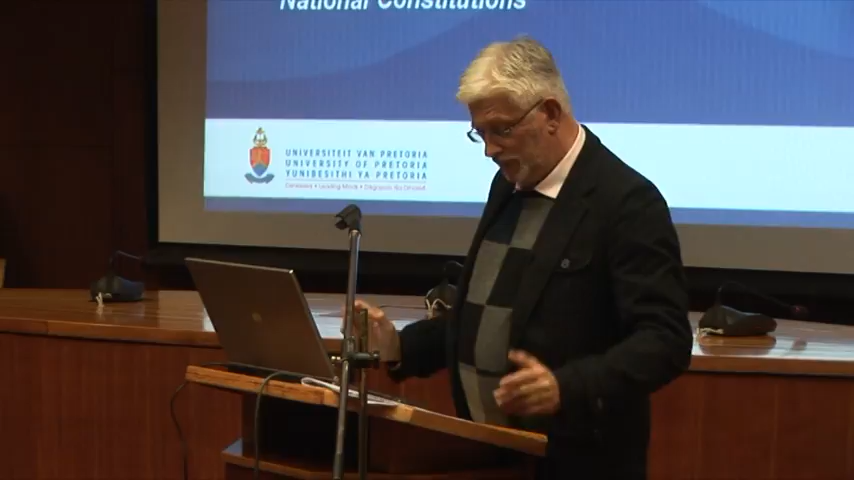 National Constitutions
UNIVERSITEIT VAN PRETORIA
UNIVERSITY OF PRETORIA
YUNIBESITHI YA PRETORIA